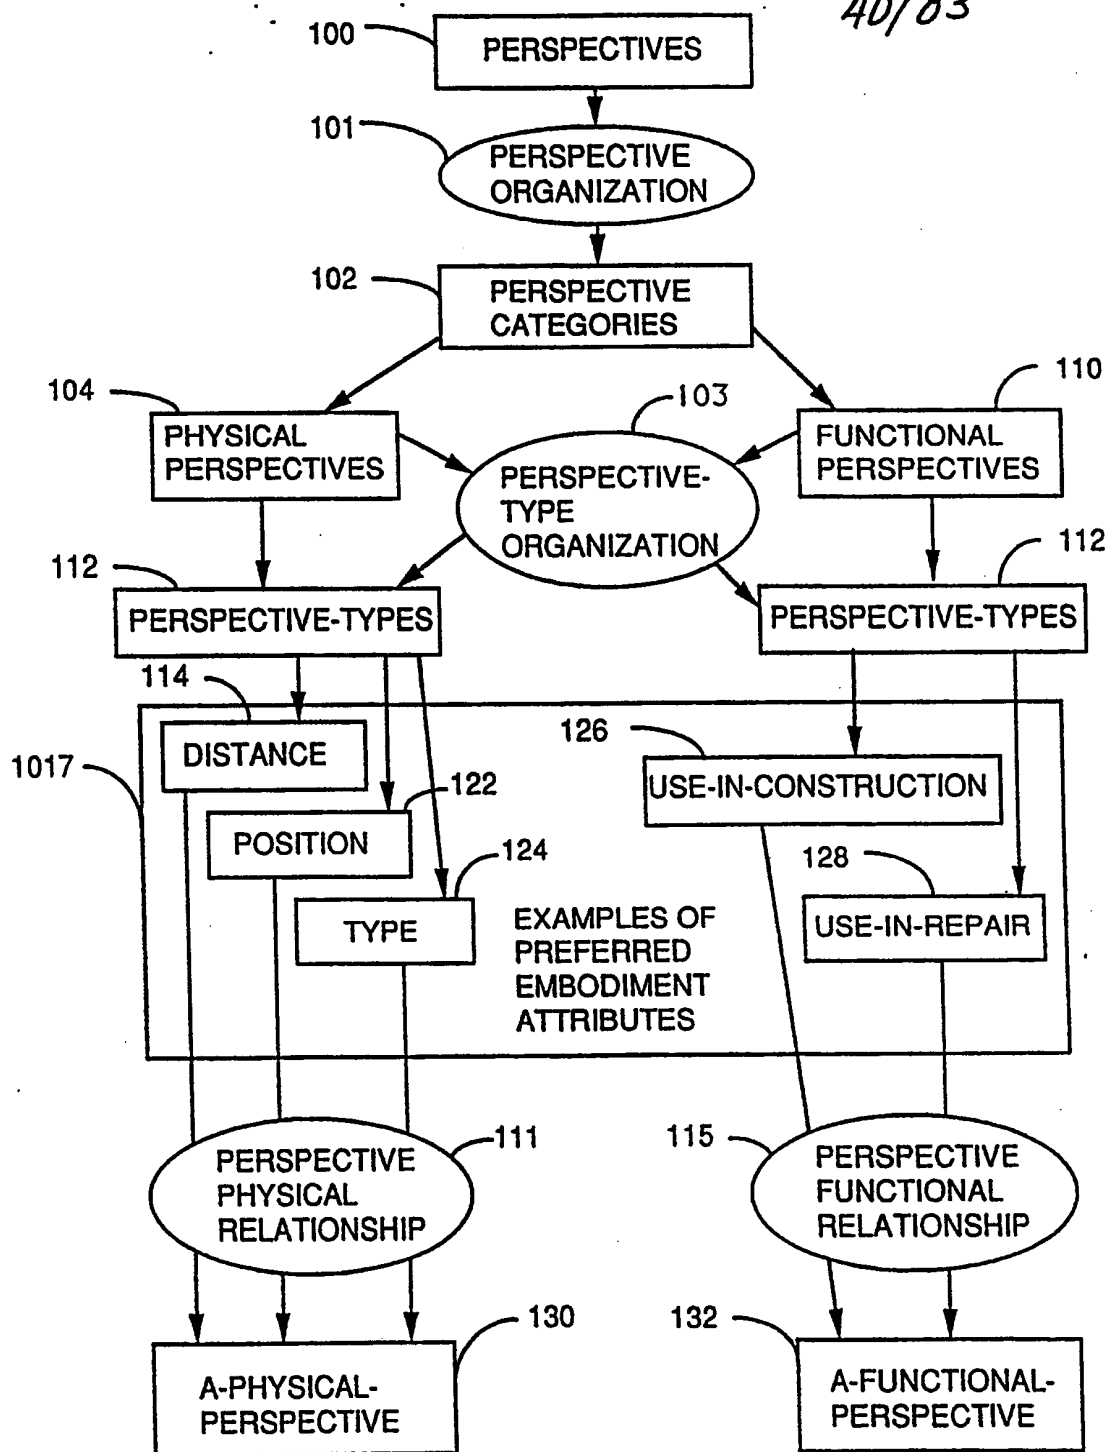 40/03
100
PERSPECTIVES
101
PERSPECTIVE
ORGANIZATION
102
PERSPECTIVE
CATEGORIES
104
PHYSICAL
PERSPECTIVES
103
PERSPECTIVE-
TYPE
ORGANIZATION
110
FUNCTIONAL
PERSPECTIVES
112
PERSPECTIVE-TYPES
112
PERSPECTIVE-TYPES
1017
114
DISTANCE
122
POSITION
124
TYPE
EXAMPLES OF
PREFERRED
EMBODIMENT
ATTRIBUTES
126
USE-IN-CONSTRUCTION
128
USE-IN-REPAIR
111
PERSPECTIVE
PHYSICAL
RELATIONSHIP
115
PERSPECTIVE
FUNCTIONAL
RELATIONSHIP
130
A-PHYSICAL-
PERSPECTIVE
132
A-FUNCTIONAL-
PERSPECTIVE